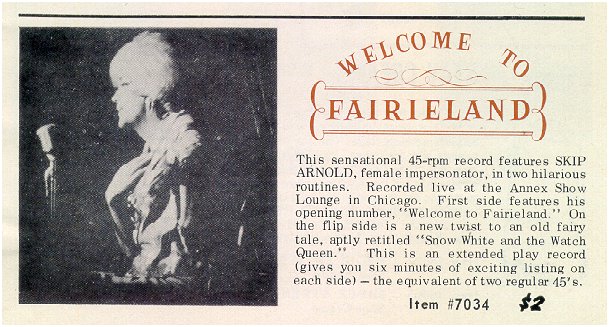 WELCOME TO
FAIRIELAND
This sensational 45-rpm record features SKIP
ARNOLD, female impersonator, in two hilarious
routines. Recorded live at the Annex Show
Lounge in Chicago. First side features his
opening number, "Welcome to Fairieland." On
the flip side is a new twist to an old fairy
tale, aptly retitled "Snow White and the Watch
Queen." This is an extended play record
(gives you six minutes of exciting listing on
each side) — the equivalent of two regular 45's.
Item #7034 $2